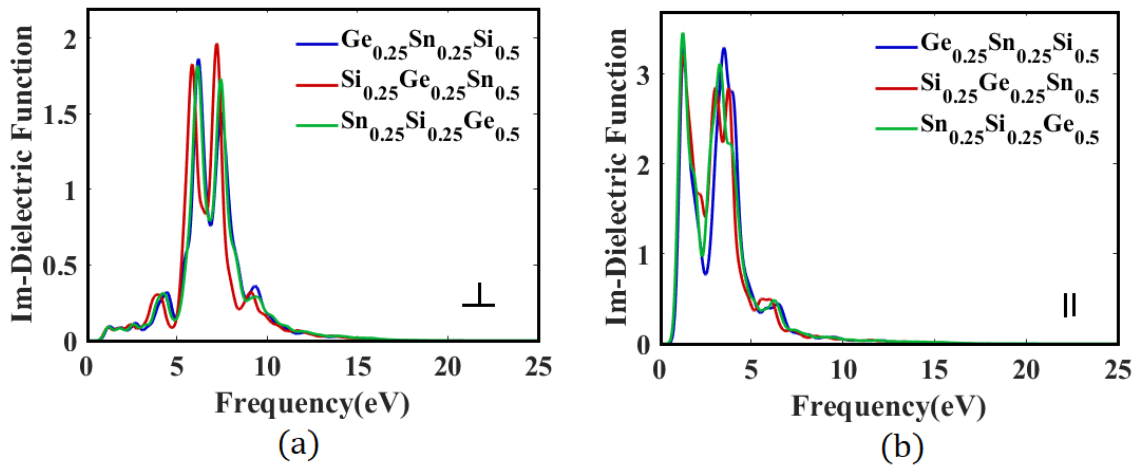 Im-Dielectric Function
2
1.5
1
0.5
0
0
5
10
15
20
25
Frequency(eV)
Ge0.25Sn0.25Si0.5
Si0.25Ge0.25Sn0.5
Sn0.25Si0.25Ge0.5
⊥
(a)
Im-Dielectric Function
3
2
1
0
0
5
10
15
20
25
Frequency(eV)
Ge0.25Sn0.25Si0.5
Si0.25Ge0.25Sn0.5
Sn0.25Si0.25Ge0.5
||
(b)